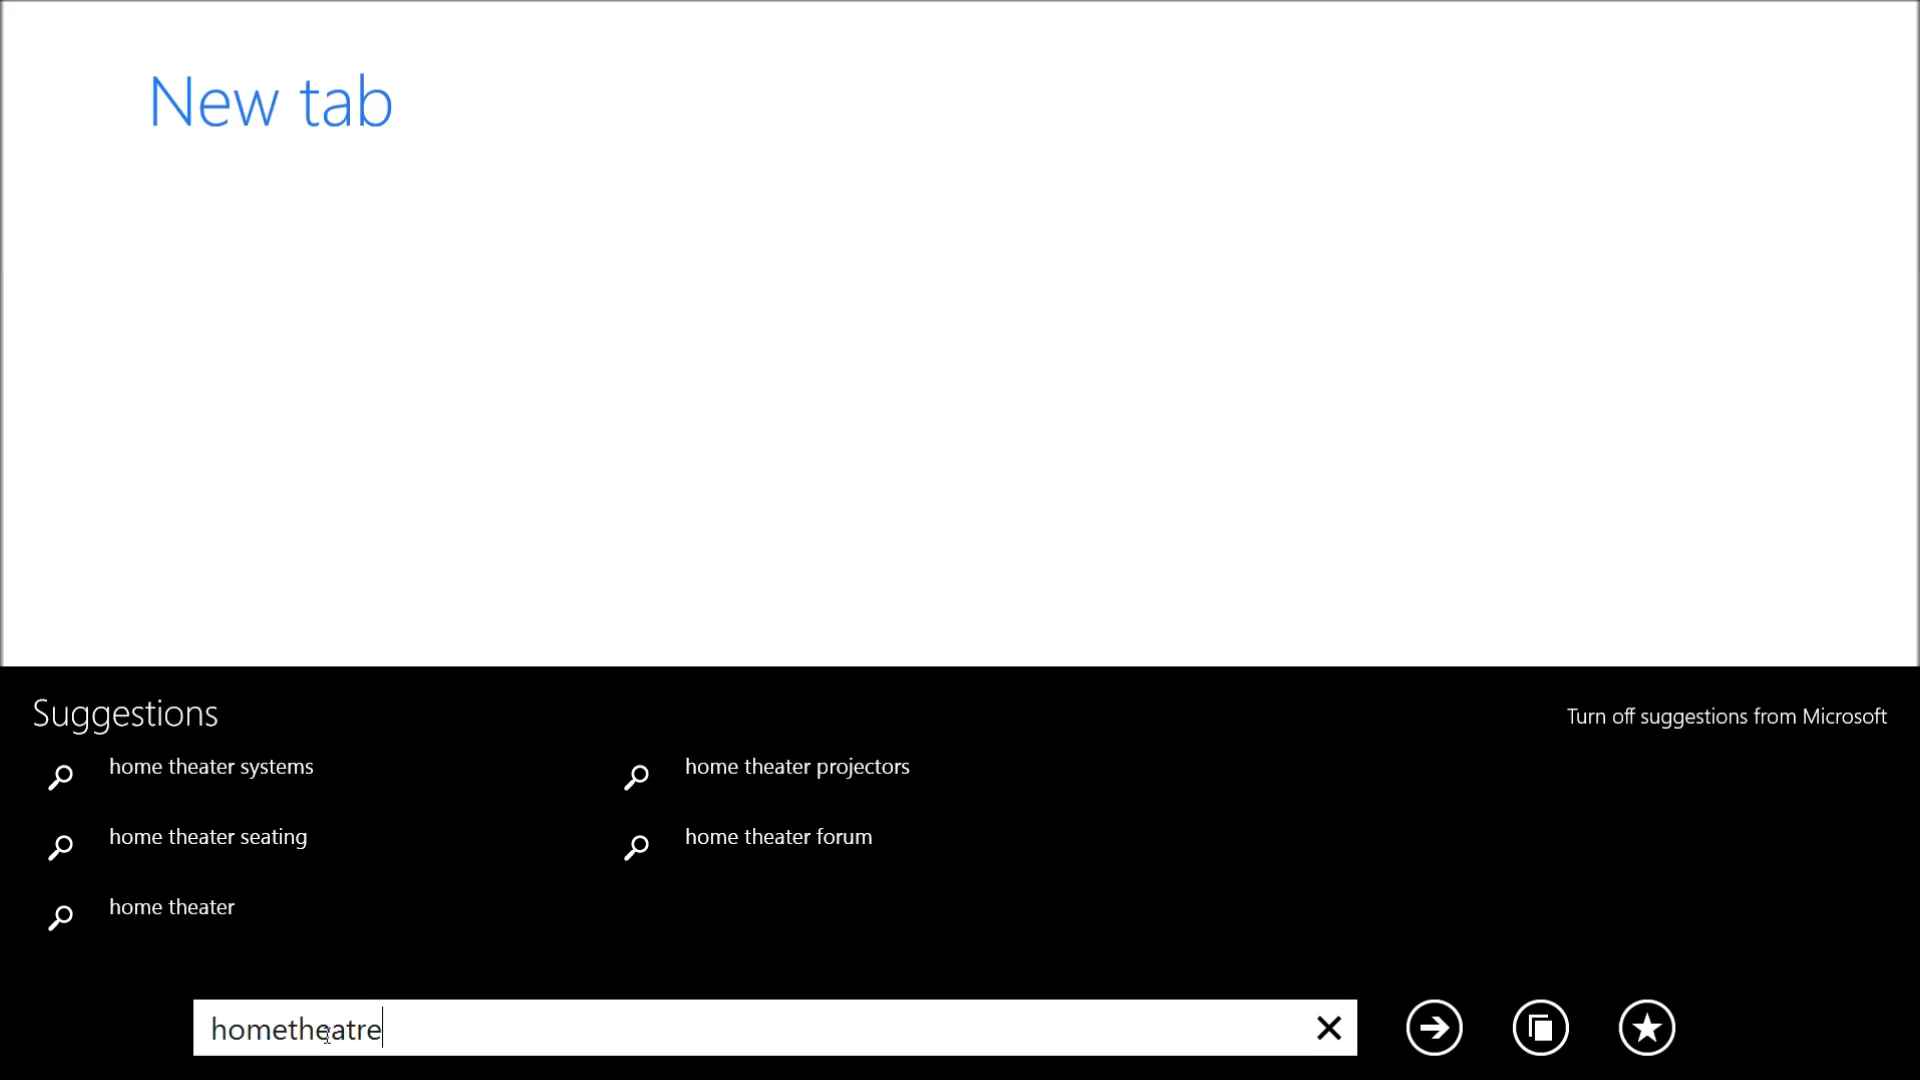 New tab
Suggestions
Turn off suggestions from Microsoft
home theater systems
home theater projectors
home theater seating
home theater forum
home theater
hometheatre